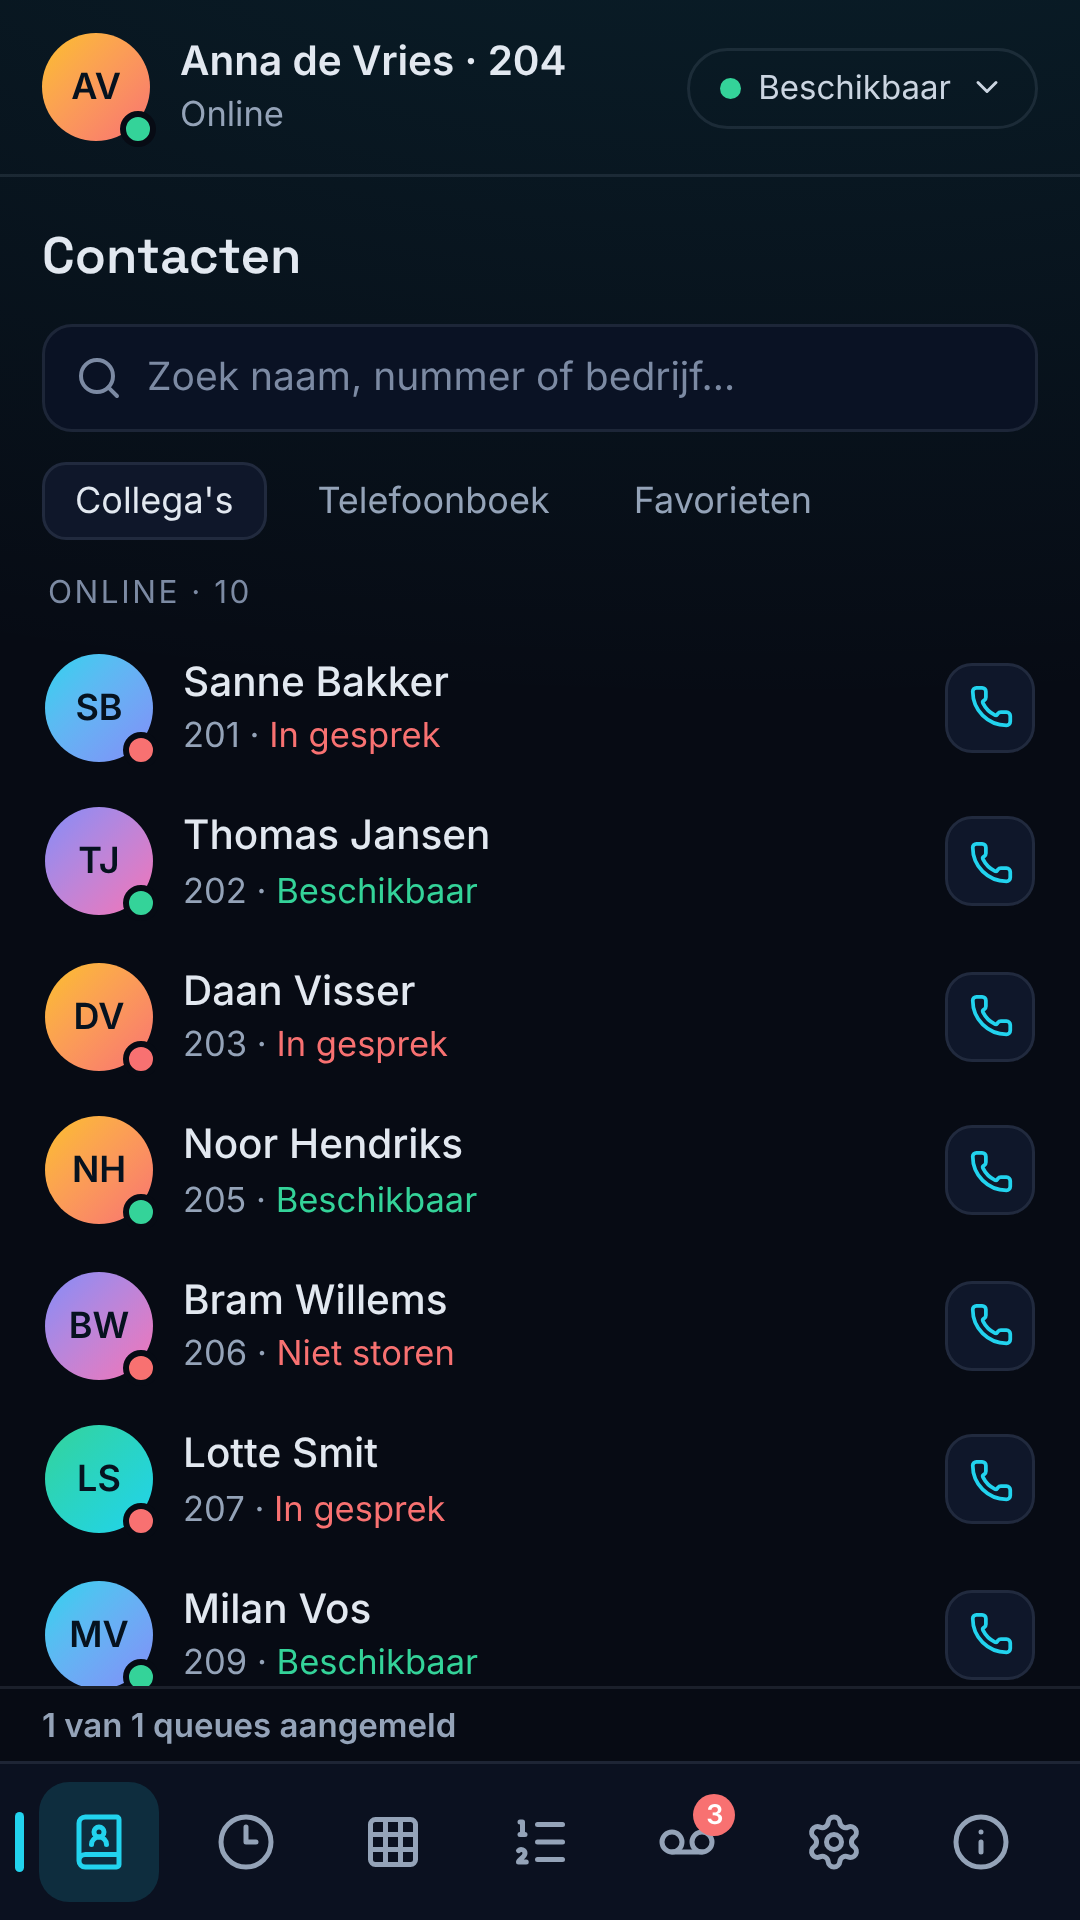 AV
Anna de Vries · 204
Online
Beschikbaar
Contacten
Zoek naam, nummer of bedrijf...
Collega's
Telefoonboek
Favorieten
ONLINE · 10
SB
Sanne Bakker
201 · In gesprek
TJ
Thomas Jansen
202 · Beschikbaar
DV
Daan Visser
203 · In gesprek
NH
Noor Hendriks
205 · Beschikbaar
BW
Bram Willems
206 · Niet storen
LS
Lotte Smit
207 · In gesprek
MV
Milan Vos
209 · Beschikbaar
1 van 1 queues aangemeld
3